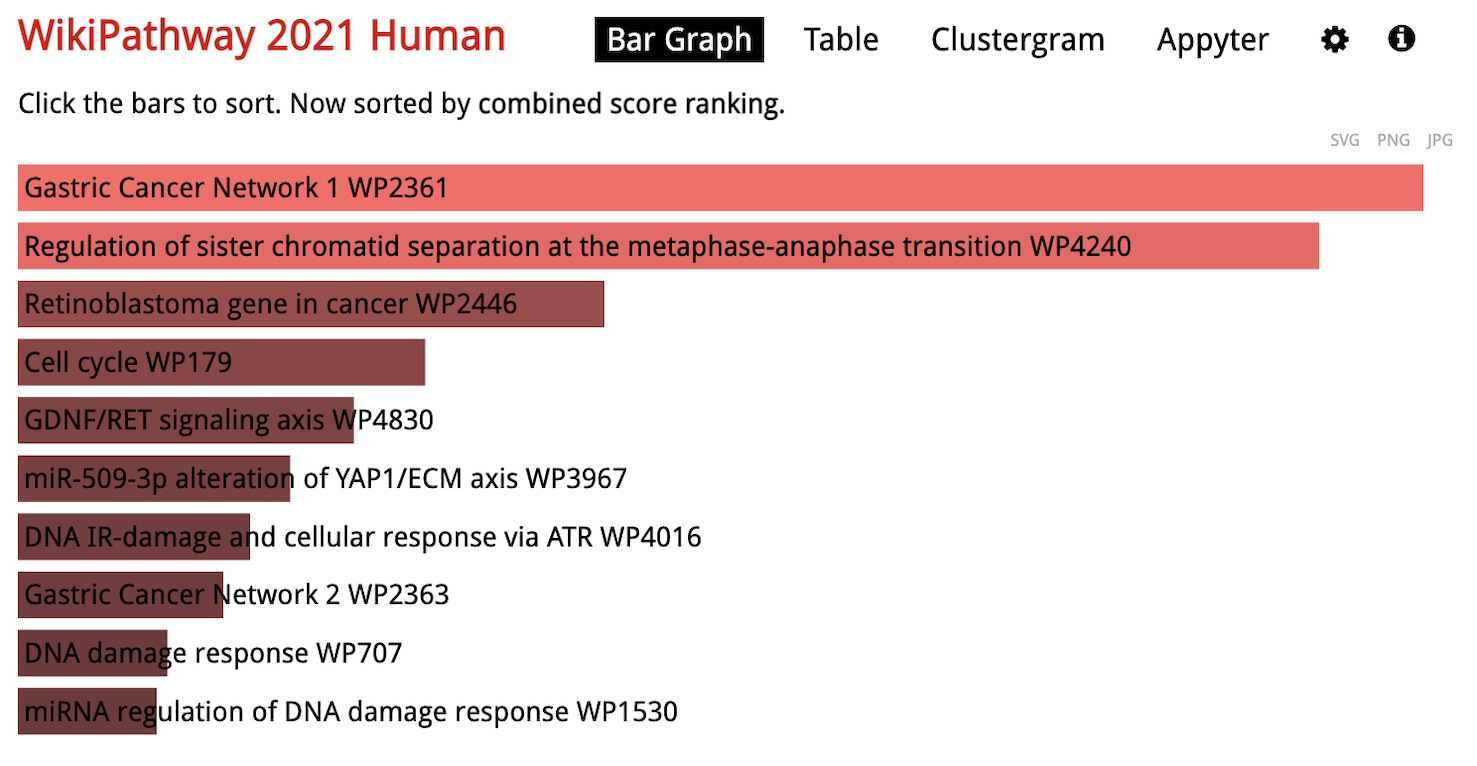 WikiPathway 2021 Human
Bar Graph Table Clustergram Appyter
Click the bars to sort. Now sorted by combined score ranking.
SVG PNG JPG
Gastric Cancer Network 1 WP2361
Regulation of sister chromatid separation at the metaphase-anaphase transition WP4240
Retinoblastoma gene in cancer WP2446
Cell cycle WP179
GDNF/RET signaling axis WP4830
miR-509-3p alteration of YAP1/ECM axis WP3967
DNA IR-damage and cellular response via ATR WP4016
Gastric Cancer Network 2 WP2363
DNA damage response WP707
miRNA regulation of DNA damage response WP1530